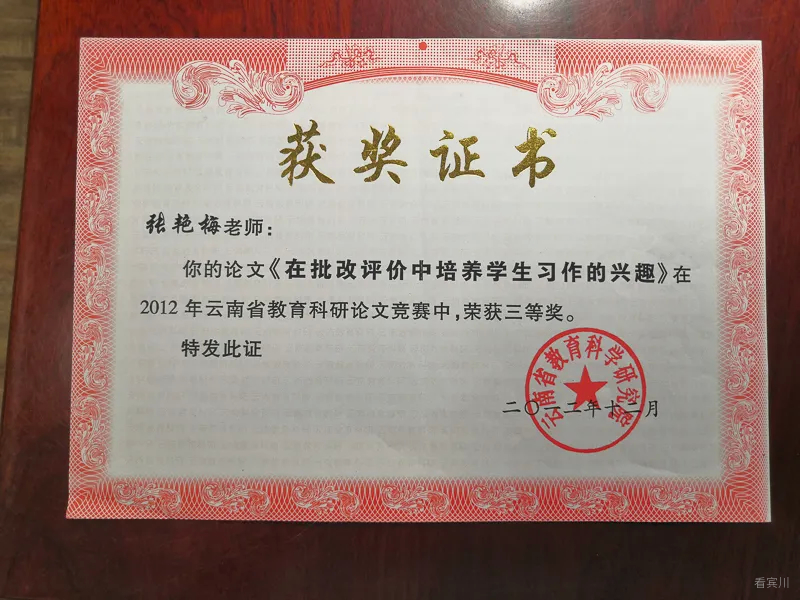 获奖证书
张艳梅老师：
你的论文《在批改评价中培养学生习作的兴趣》在
2012年云南省教育科研论文竞赛中，荣获三等奖。
特发此证
云南省教育科学研究院
二〇一二年十二月
看宾川